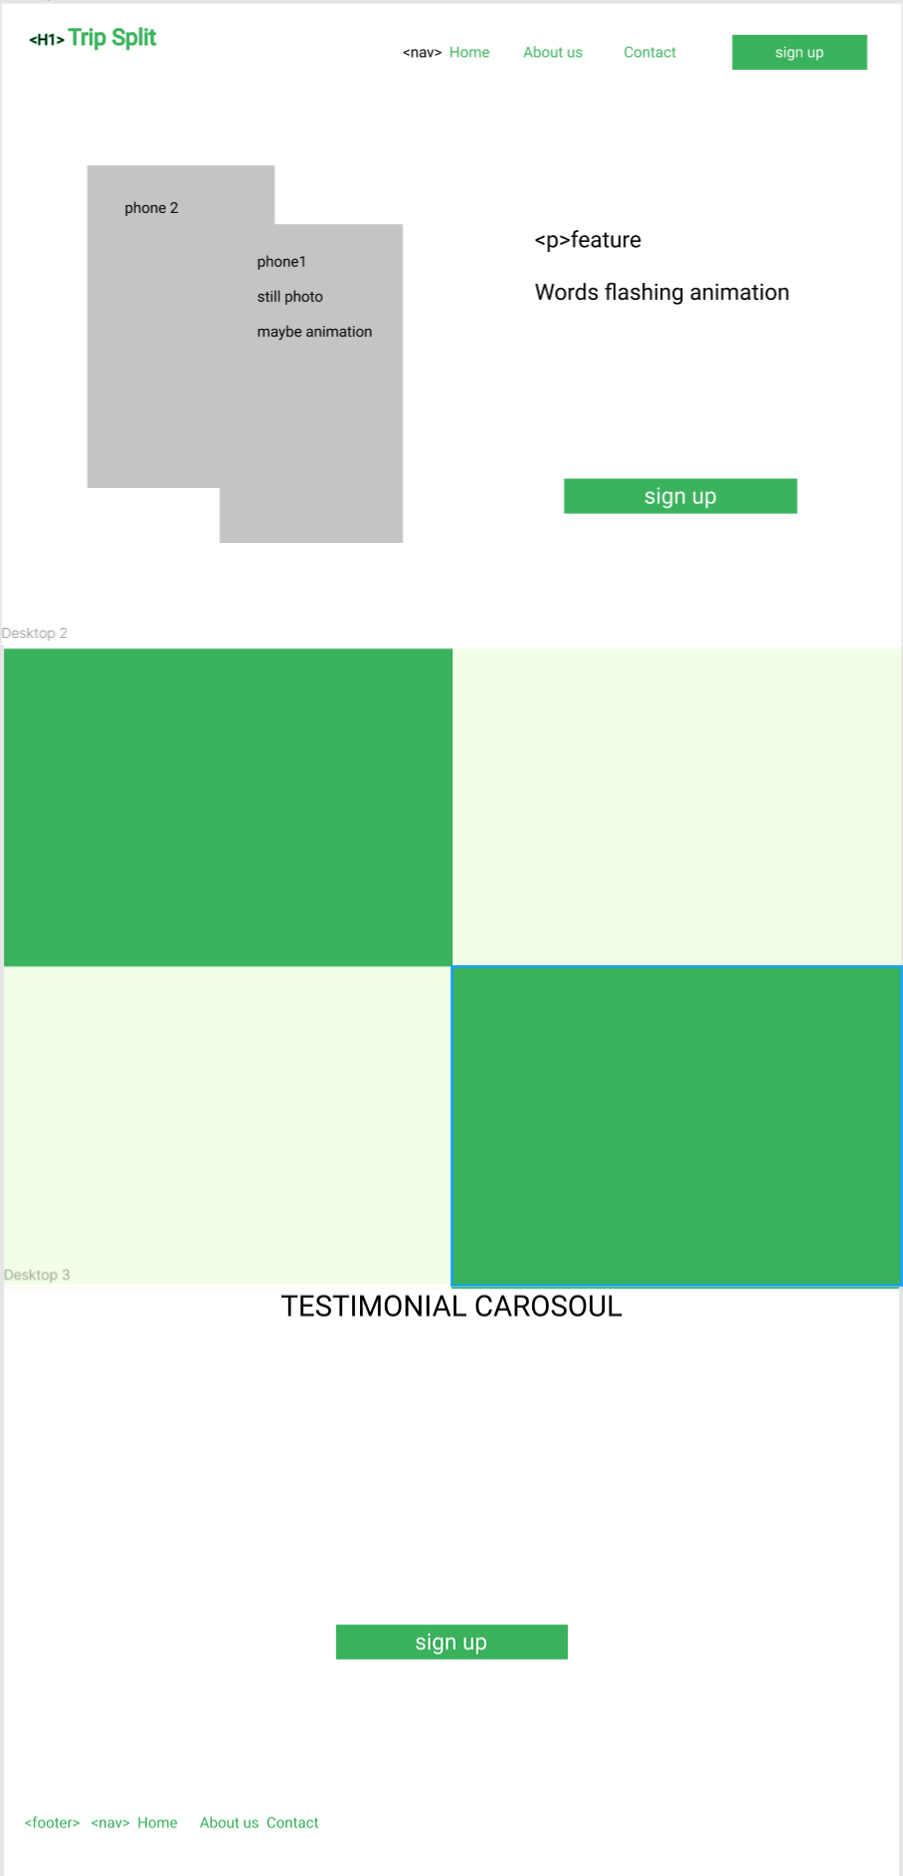 <H1> Trip Split
<nav> Home About us Contact sign up
phone 2
phone1
still photo
maybe animation
<p>feature
Words flashing animation
sign up
Desktop 2
Desktop 3
TESTIMONIAL CAROSOUL
sign up
<footer> <nav> Home About us Contact